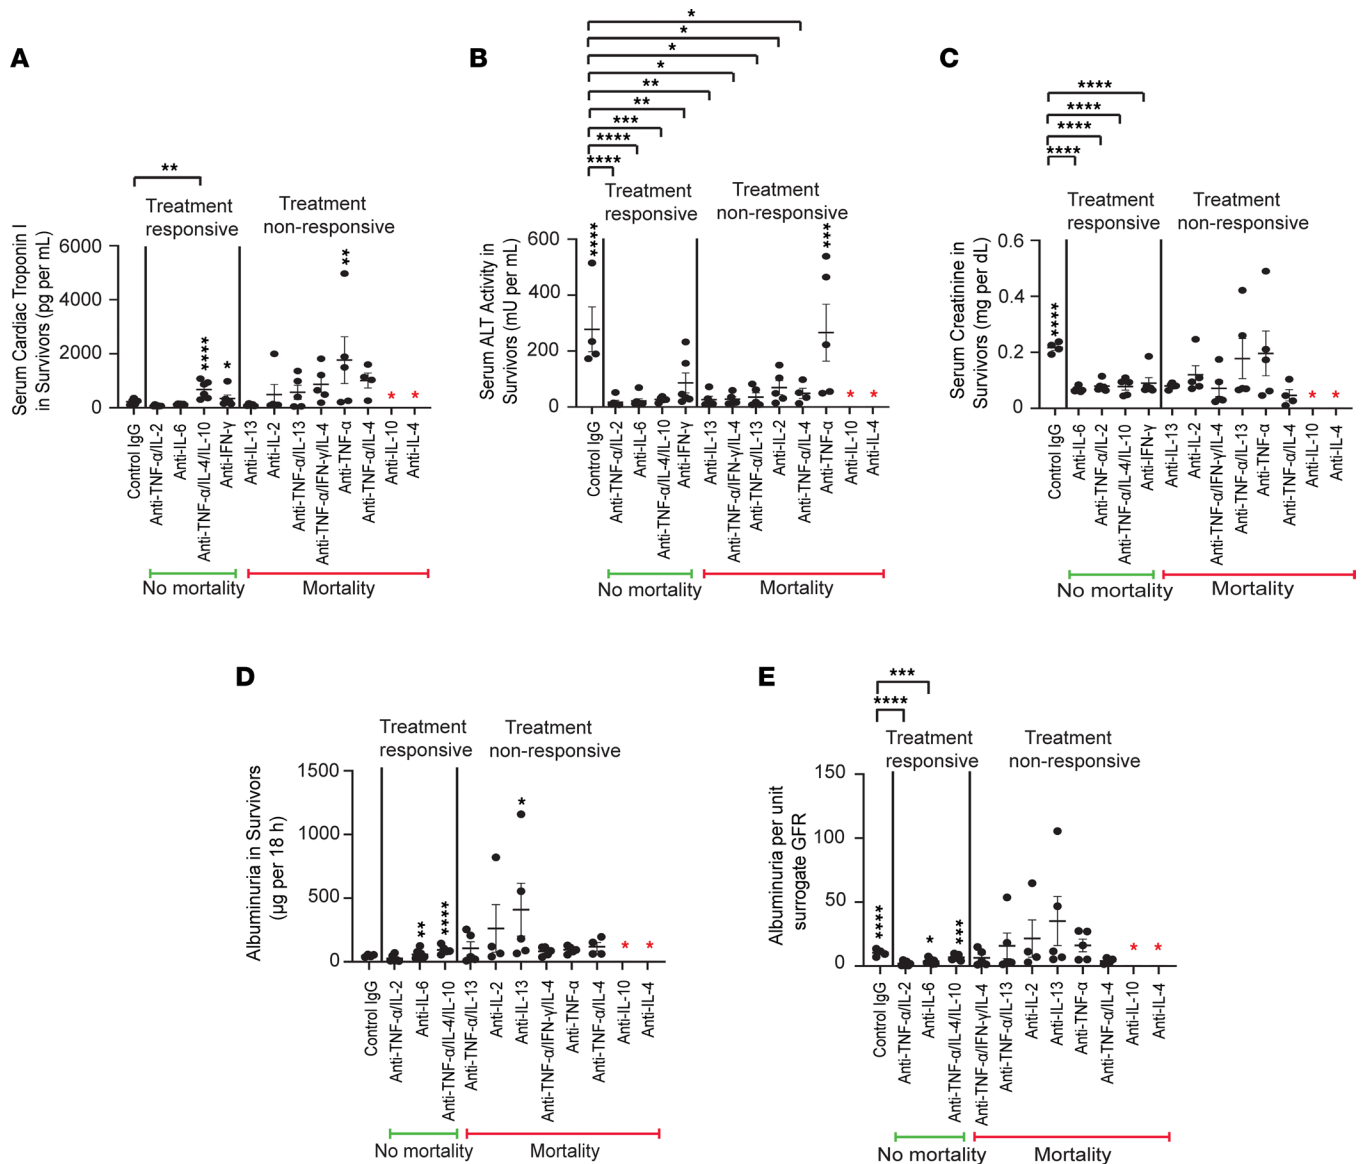 A
**
Treatment
responsive
Treatment
non-responsive
Serum Cardiac Troponin I
in Survivors (pg per mL)
6000
4000
2000
0
****
*
**
*
*
Control IgG
Anti-TNF-α/IL-2
Anti-IL-6
Anti-TNF-α/IL-4/IL-10
Anti-IFN-γ
Anti-IL-13
Anti-IL-2
Anti-TNF-α/IL-13
Anti-TNF-α/IFN-γ/IL-4
Anti-TNF-α
Anti-TNF-α/IL-4
Anti-IL-10
Anti-IL-4
No mortality
Mortality
B
*
*
*
*
**
**
***
****
****
Treatment
responsive
Treatment
non-responsive
Serum ALT Activity in
Survivors (mU per mL)
600
400
200
0
****
***
*
*
Control IgG
Anti-TNF-α/IL-2
Anti-IL-6
Anti-TNF-α/IL-4/IL-10
Anti-IFN-γ
Anti-IL-13
Anti-TNF-α/IFN-γ/IL-4
Anti-TNF-α/IL-13
Anti-IL-2
Anti-TNF-α/IL-4
Anti-TNF-α
Anti-IL-10
Anti-IL-4
No mortality
Mortality
C
****
****
****
****
Treatment
responsive
Treatment
non-responsive
Serum Creatinine in
Survivors (mg per dL)
0.6
0.4
0.2
0
****
*
*
Control IgG
Anti-IL-6
Anti-TNF-α/IL-2
Anti-TNF-α/IL-4/IL-10
Anti-IFN-γ
Anti-IL-13
Anti-IL-2
Anti-TNF-α/IFN-γ/IL-4
Anti-TNF-α/IL-13
Anti-TNF-α
Anti-TNF-α/IL-4
Anti-IL-10
Anti-IL-4
No mortality
Mortality
D
Treatment
responsive
Treatment
non-responsive
Albuminuria in Survivors
(µg per 18 h)
1500
1000
500
0
**
****
*
*
*
Control IgG
Anti-TNF-α/IL-2
Anti-IL-6
Anti-TNF-α/IL-4/IL-10
Anti-TNF-α/IL-13
Anti-IL-2
Anti-IL-13
Anti-TNF-α/IFN-γ/IL-4
Anti-TNF-α
Anti-TNF-α/IL-4
Anti-IL-10
Anti-IL-4
No mortality
Mortality
E
***
****
Treatment
responsive
Treatment
non-responsive
Albuminuria per unit
surrogate GFR
150
100
50
0
****
*
***
*
*
Control IgG
Anti-TNF-α/IL-2
Anti-IL-6
Anti-TNF-α/IL-4/IL-10
Anti-TNF-α/IFN-γ/IL-4
Anti-TNF-α/IL-13
Anti-IL-2
Anti-IL-13
Anti-TNF-α
Anti-TNF-α/IL-4
Anti-IL-10
Anti-IL-4
No mortality
Mortality